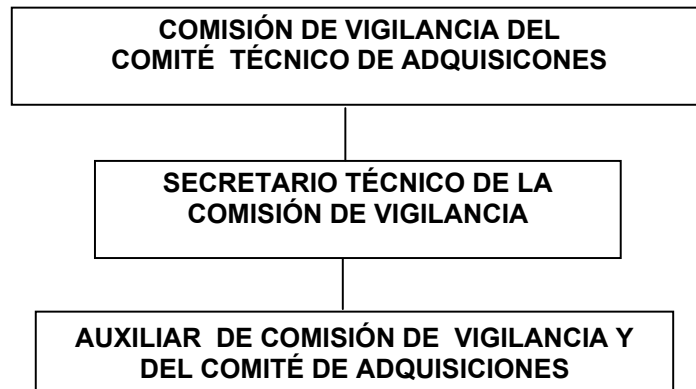 COMISIÓN DE VIGILANCIA DEL
COMITÉ TÉCNICO DE ADQUISICONES
SECRETARIO TÉCNICO DE LA
COMISIÓN DE VIGILANCIA
AUXILIAR DE COMISIÓN DE VIGILANCIA Y
DEL COMITÉ DE ADQUISICIONES